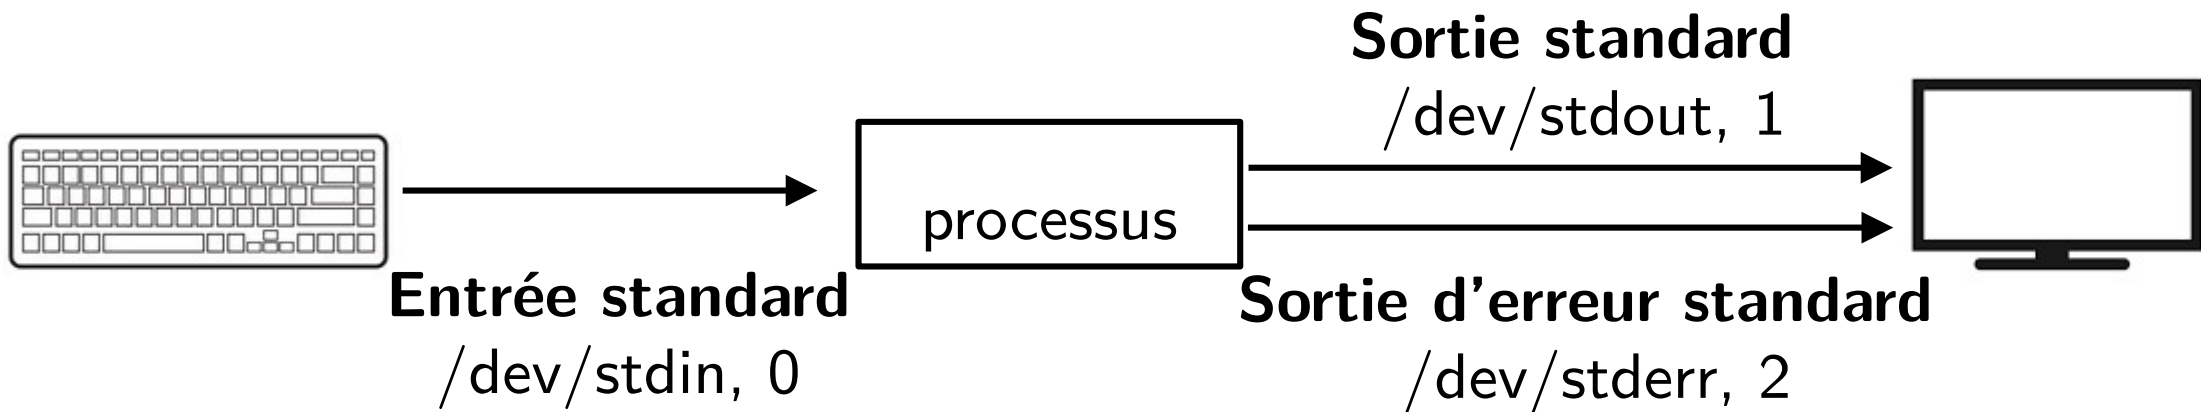 Sortie standard
/dev/stdout, 1
processus
Entrée standard
/dev/stdin, 0
Sortie d'erreur standard
/dev/stderr, 2